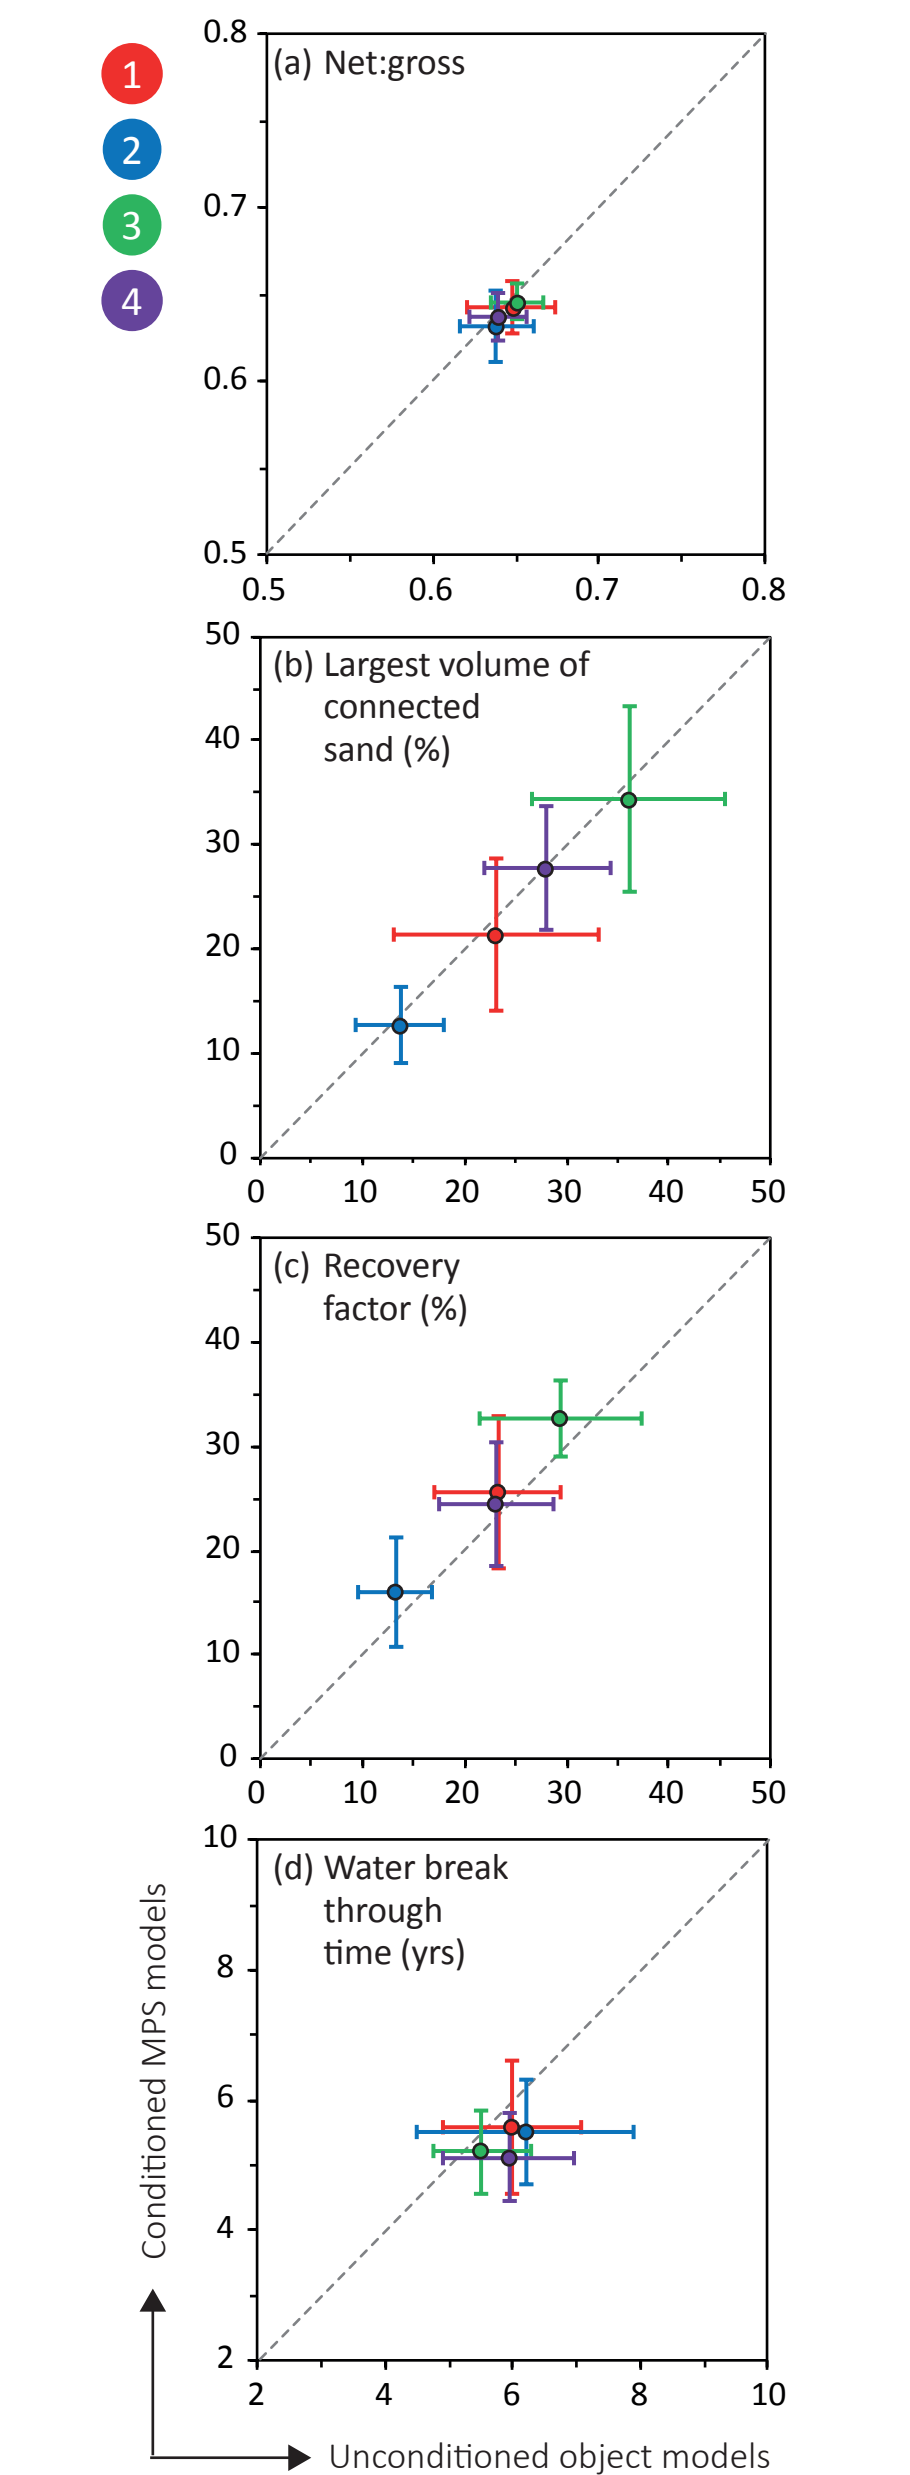 1
2
3
4
(a) Net:gross
0.8
0.7
0.6
0.5
0.5 0.6 0.7 0.8
(b) Largest volume of
connected
sand (%)
50
40
30
20
10
0
0 10 20 30 40 50
(c) Recovery
factor (%)
50
40
30
20
10
0
0 10 20 30 40 50
(d) Water break
through
time (yrs)
10
8
6
4
2
2 4 6 8 10
Conditioned MPS models
Unconditioned object models